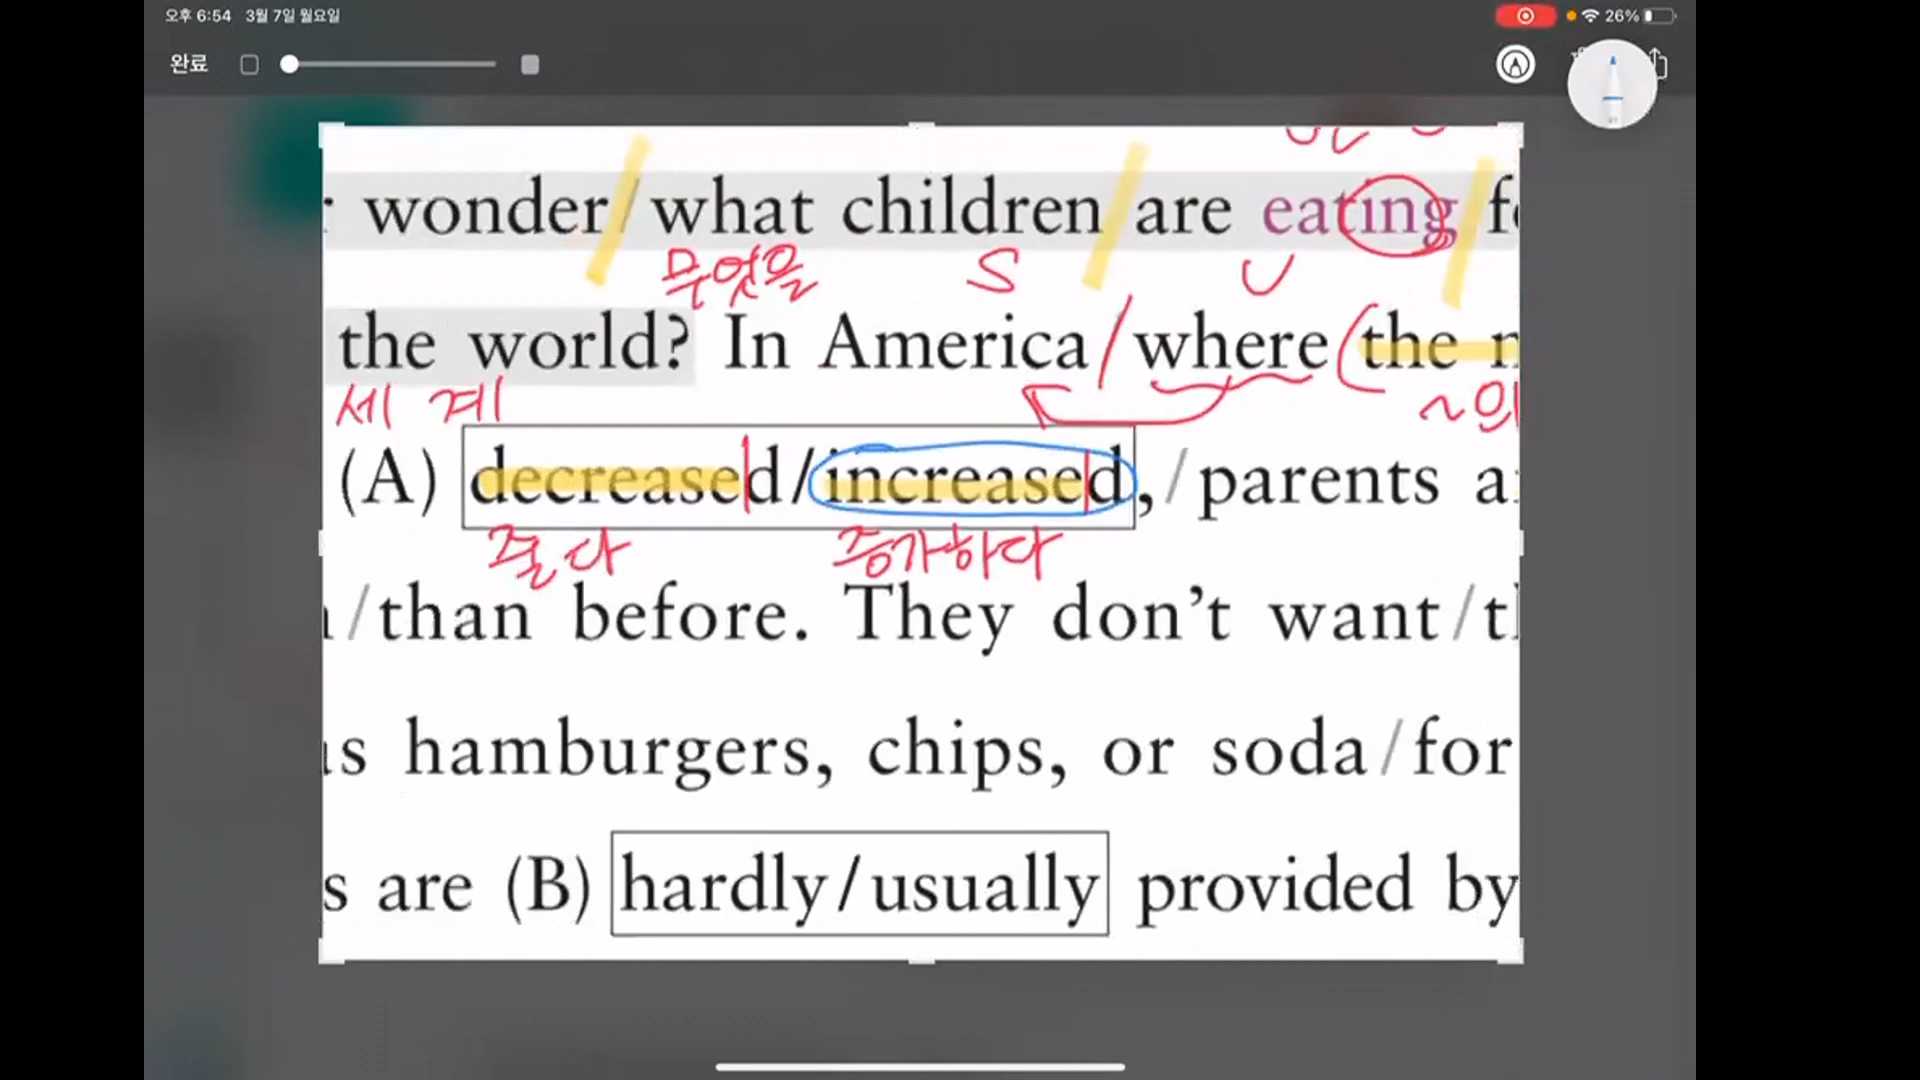 오후 6:54 3월 7일 월요일 26%
완료
wonder/what children/are eating
무엇을 S V
the world? In America/where (the
세계 ~의
(A) decreased/increased,/parents
줄다 증가하다
/than before. They don't want/
hamburgers, chips, or soda/for
are (B) hardly/usually provided by